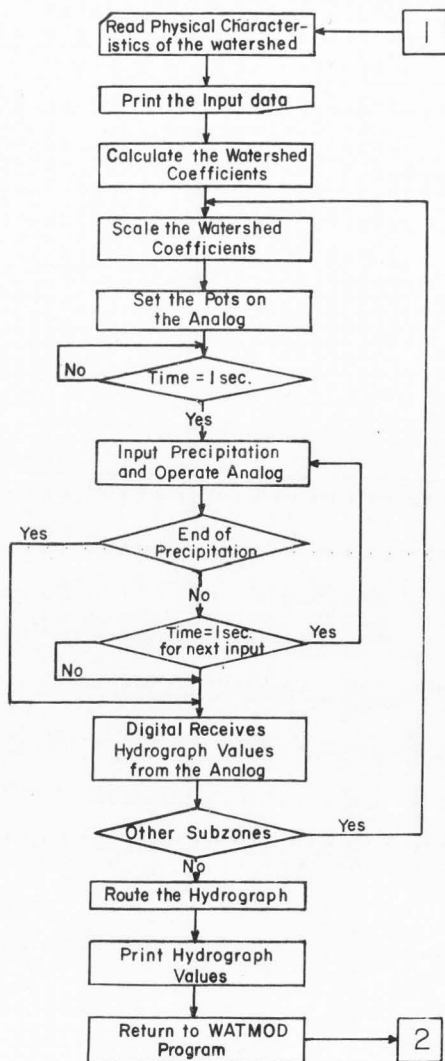 Read Physical Character-
istics of the watershed
1
Print the Input data
Calculate the Watershed
Coefficients
Scale the Watershed
Coefficients
Set the Pots on
the Analog
No
Time = 1 sec.
Yes
Input Precipitation
and Operate Analog
Yes
End of
Precipitation
No
Time=1 sec.
for next input
Yes
No
Digital Receives
Hydrograph Values
from the Analog
Other Subzones
Yes
No
Route the Hydrograph
Print Hydrograph
Values
Return to WATMOD
Program
2